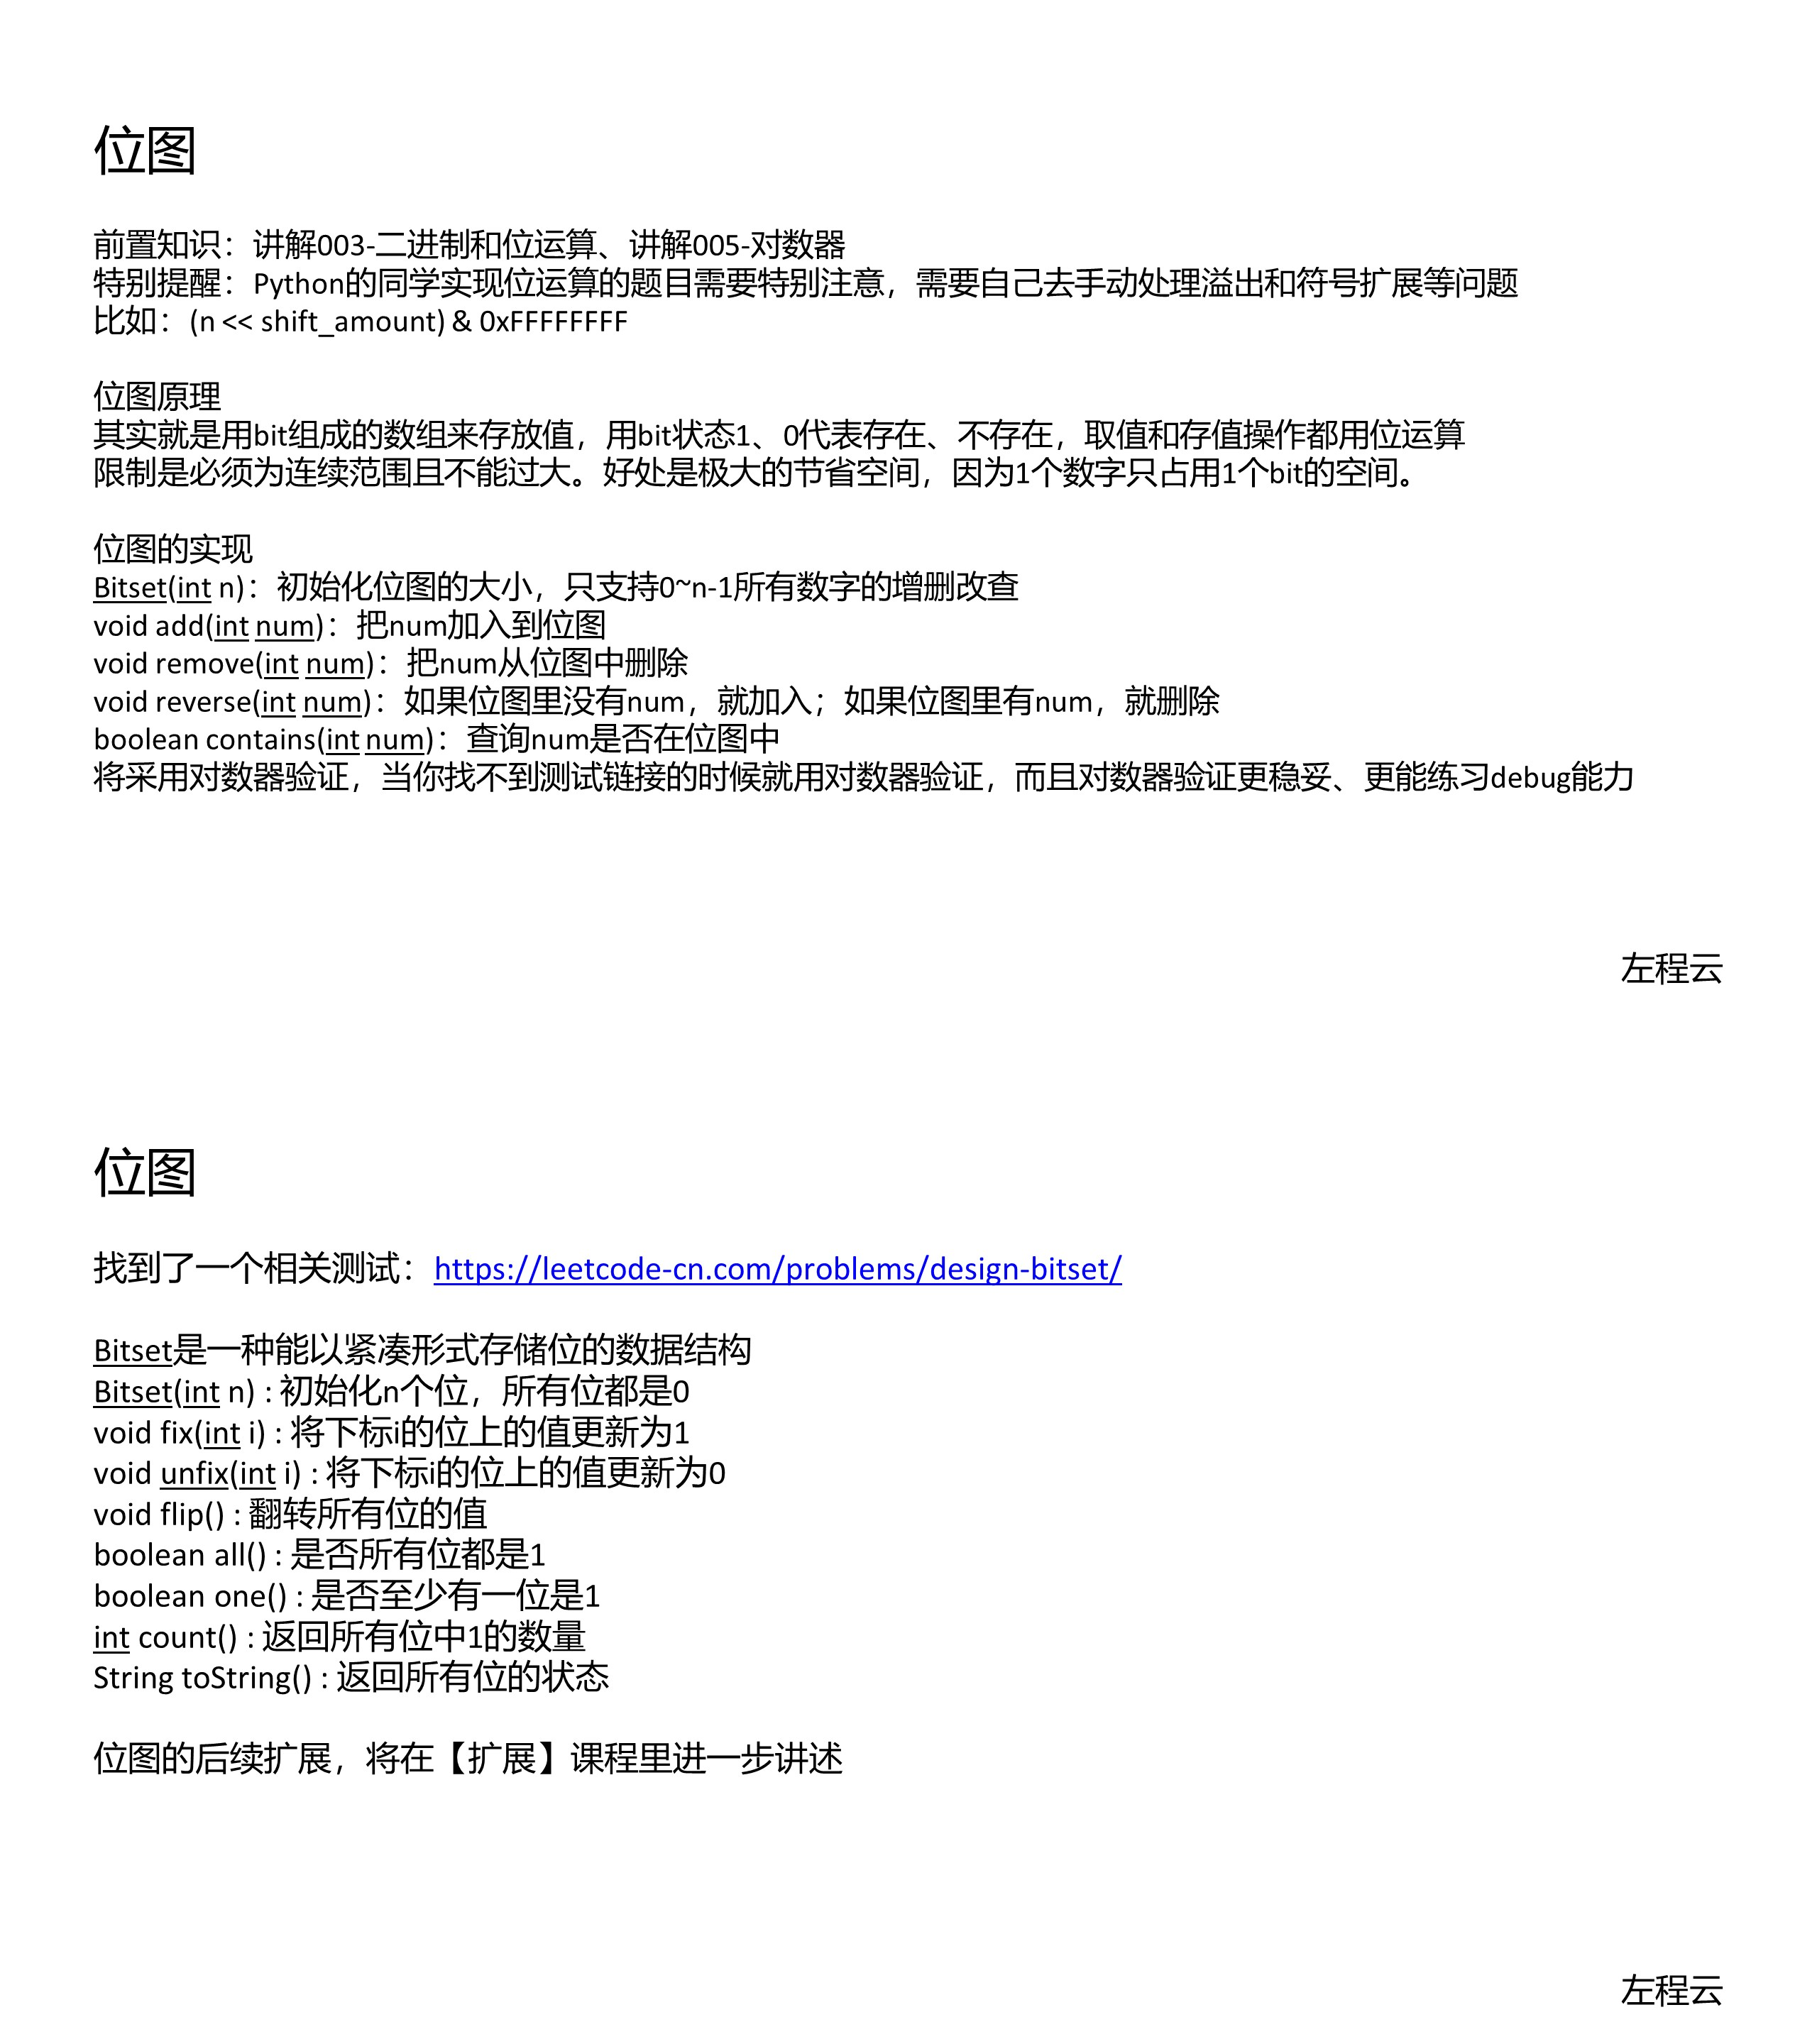 位图
前置知识：讲解003-二进制和位运算、讲解005-对数器
特别提醒：Python的同学实现位运算的题目需要特别注意，需要自己去手动处理溢出和符号扩展等问题
比如：(n << shift_amount) & 0xFFFFFFFF
位图原理
其实就是用bit组成的数组来存放值，用bit状态1、0代表存在、不存在，取值和存值操作都用位运算
限制是必须为连续范围且不能过大。好处是极大的节省空间，因为1个数字只占用1个bit的空间。
位图的实现
Bitset(int n)：初始化位图的大小，只支持0~n-1所有数字的增删改查
void add(int num)：把num加入到位图
void remove(int num)：把num从位图中删除
void reverse(int num)：如果位图里没有num，就加入；如果位图里有num，就删除
boolean contains(int num)：查询num是否在位图中
将采用对数器验证，当你找不到测试链接的时候就用对数器验证，而且对数器验证更稳妥、更能练习debug能力
左程云
位图
找到了一个相关测试：https://leetcode-cn.com/problems/design-bitset/
Bitset是一种能以紧凑形式存储位的数据结构
Bitset(int n) : 初始化n个位，所有位都是0
void fix(int i) : 将下标i的位上的值更新为1
void unfix(int i) : 将下标i的位上的值更新为0
void flip() : 翻转所有位的值
boolean all() : 是否所有位都是1
boolean one() : 是否至少有一位是1
int count() : 返回所有位中1的数量
String toString() : 返回所有位的状态
位图的后续扩展，将在【扩展】课程里进一步讲述
左程云